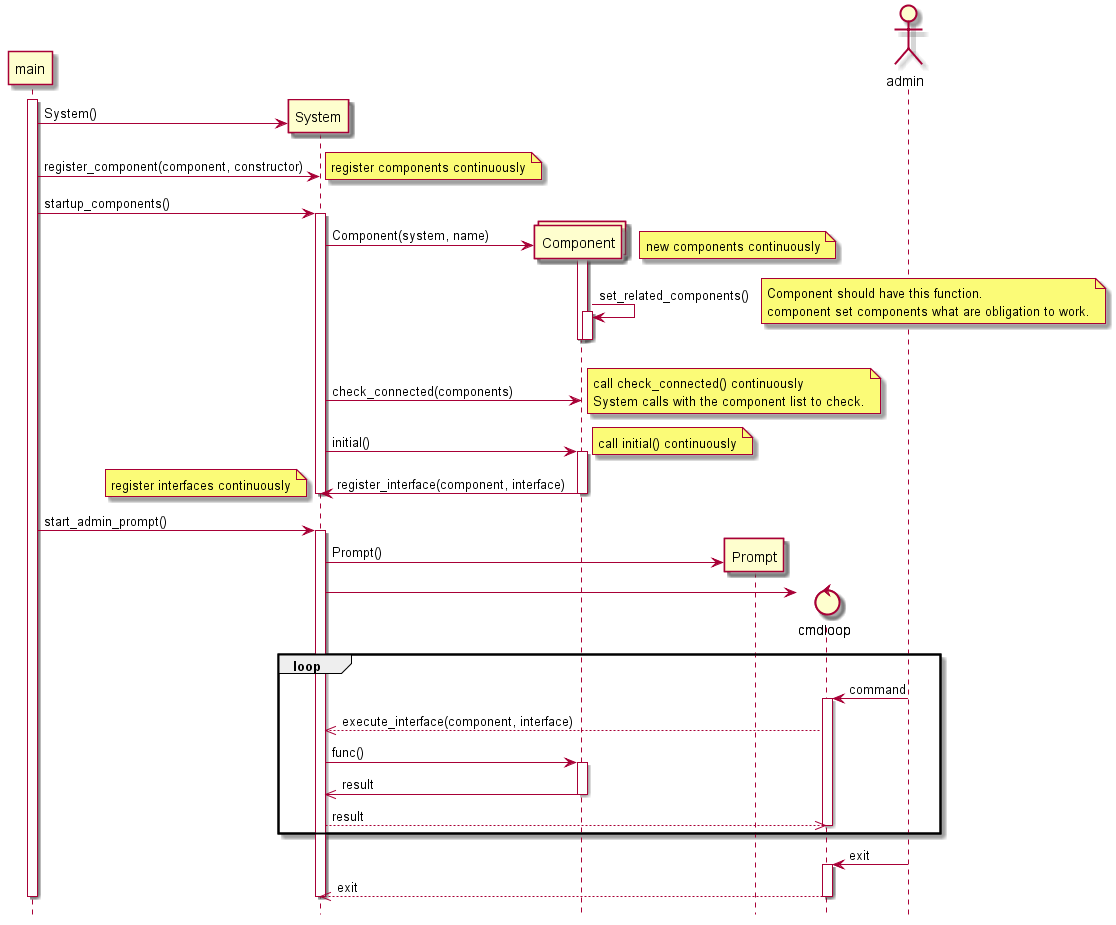 main
admin
System()
System
register_component(component, constructor)
register components continuously
startup_components()
Component(system, name)
Component
new components continuously
set_related_components()
Component should have this function.
component set components what are obligation to work.
check_connected(components)
call check_connected() continuously
System calls with the component list to check.
initial()
call initial() continuously
register interfaces continuously
register_interface(component, interface)
start_admin_prompt()
Prompt()
Prompt
cmdloop
loop
command
execute_interface(component, interface)
func()
result
result
exit
exit